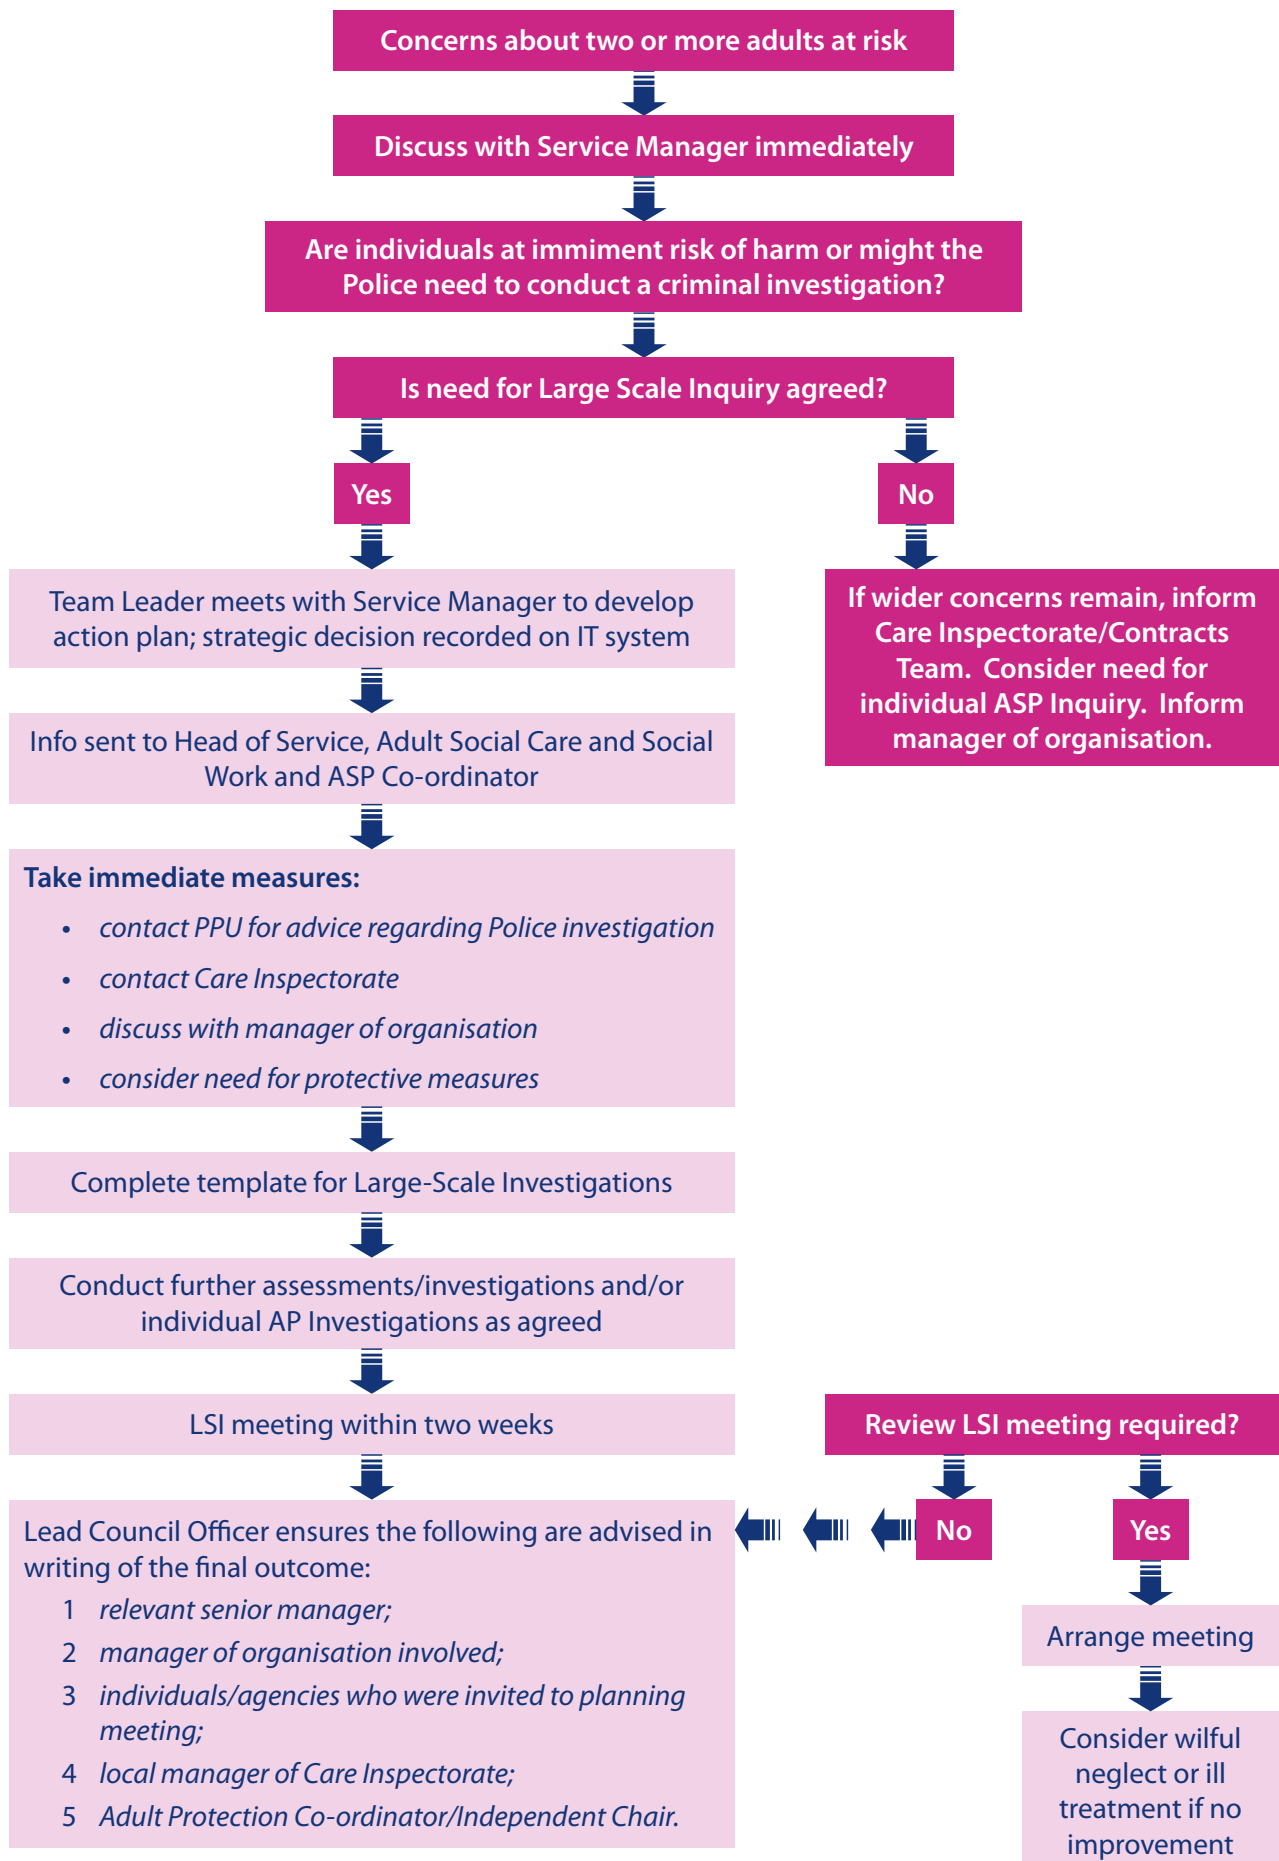 Concerns about two or more adults at risk
Discuss with Service Manager immediately
Are individuals at immiment risk of harm or might the
Police need to conduct a criminal investigation?
Is need for Large Scale Inquiry agreed?
Yes
No
Team Leader meets with Service Manager to develop
action plan; strategic decision recorded on IT system
If wider concerns remain, inform
Care Inspectorate/Contracts
Team. Consider need for
individual ASP Inquiry. Inform
manager of organisation.
Info sent to Head of Service, Adult Social Care and Social
Work and ASP Co-ordinator
Take immediate measures:
• contact PPU for advice regarding Police investigation
• contact Care Inspectorate
• discuss with manager of organisation
• consider need for protective measures
Complete template for Large-Scale Investigations
Conduct further assessments/investigations and/or
individual AP Investigations as agreed
LSI meeting within two weeks
Review LSI meeting required?
No
Yes
Lead Council Officer ensures the following are advised in
writing of the final outcome:
1 relevant senior manager;
2 manager of organisation involved;
3 individuals/agencies who were invited to planning
meeting;
4 local manager of Care Inspectorate;
5 Adult Protection Co-ordinator/Independent Chair.
Arrange meeting
Consider wilful
neglect or ill
treatment if no
improvement